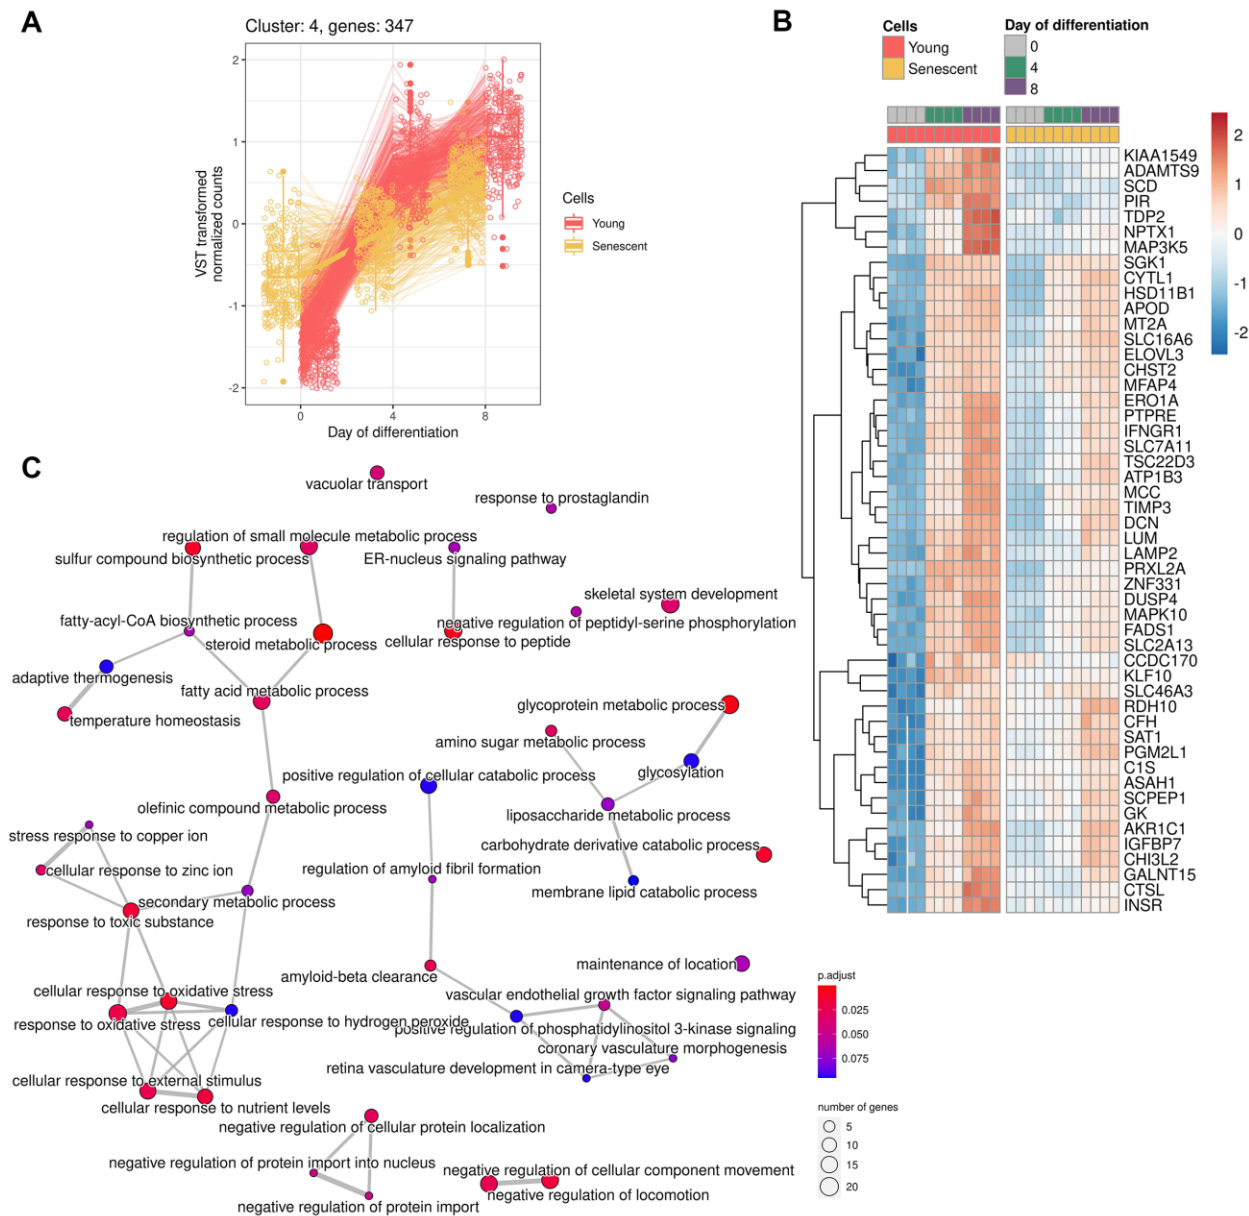 A
Cluster: 4, genes: 347
2
1
0
-1
-2
0
4
8
VST transformed
normalized counts
Day of differentiation
Cells
Young
Senescent
B
Cells
Young
Senescent
Day of differentiation
0
4
8
2
1
0
-1
-2
KIAA1549
ADAMTS9
SCD
PIR
TDP2
NPTX1
MAP3K5
SGK1
CYTL1
HSD11B1
APOD
MT2A
SLC16A6
ELOVL3
CHST2
MFAP4
ERO1A
PTPRE
IFNGR1
SLC7A11
TSC22D3
ATP1B3
MCC
TIMP3
DCN
LUM
LAMP2
PRXL2A
ZNF331
DUSP4
MAPK10
FADS1
SLC2A13
CCDC170
KLF10
SLC46A3
RDH10
CFH
SAT1
PGM2L1
C1S
ASAH1
SCPEP1
GK
AKR1C1
IGFBP7
CHI3L2
GALNT15
CTSL
INSR
C
vacuolar transport
response to prostaglandin
regulation of small molecule metabolic process
sulfur compound biosynthetic process
ER-nucleus signaling pathway
skeletal system development
fatty-acyl-CoA biosynthetic process
negative regulation of peptidyl-serine phosphorylation
steroid metabolic process
cellular response to peptide
adaptive thermogenesis
fatty acid metabolic process
temperature homeostasis
glycoprotein metabolic process
amino sugar metabolic process
positive regulation of cellular catabolic process
glycosylation
olefinic compound metabolic process
liposaccharide metabolic process
stress response to copper ion
carbohydrate derivative catabolic process
cellular response to zinc ion
regulation of amyloid fibril formation
membrane lipid catabolic process
secondary metabolic process
response to toxic substance
maintenance of location
amyloid-beta clearance
cellular response to oxidative stress
vascular endothelial growth factor signaling pathway
response to oxidative stress
cellular response to hydrogen peroxide
positive regulation of phosphatidylinositol 3-kinase signaling
coronary vasculature morphogenesis
retina vasculature development in camera-type eye
cellular response to external stimulus
cellular response to nutrient levels
negative regulation of cellular protein localization
negative regulation of protein import into nucleus
negative regulation of cellular component movement
negative regulation of locomotion
negative regulation of protein import
p.adjust
0.025
0.050
0.075
number of genes
5
10
15
20